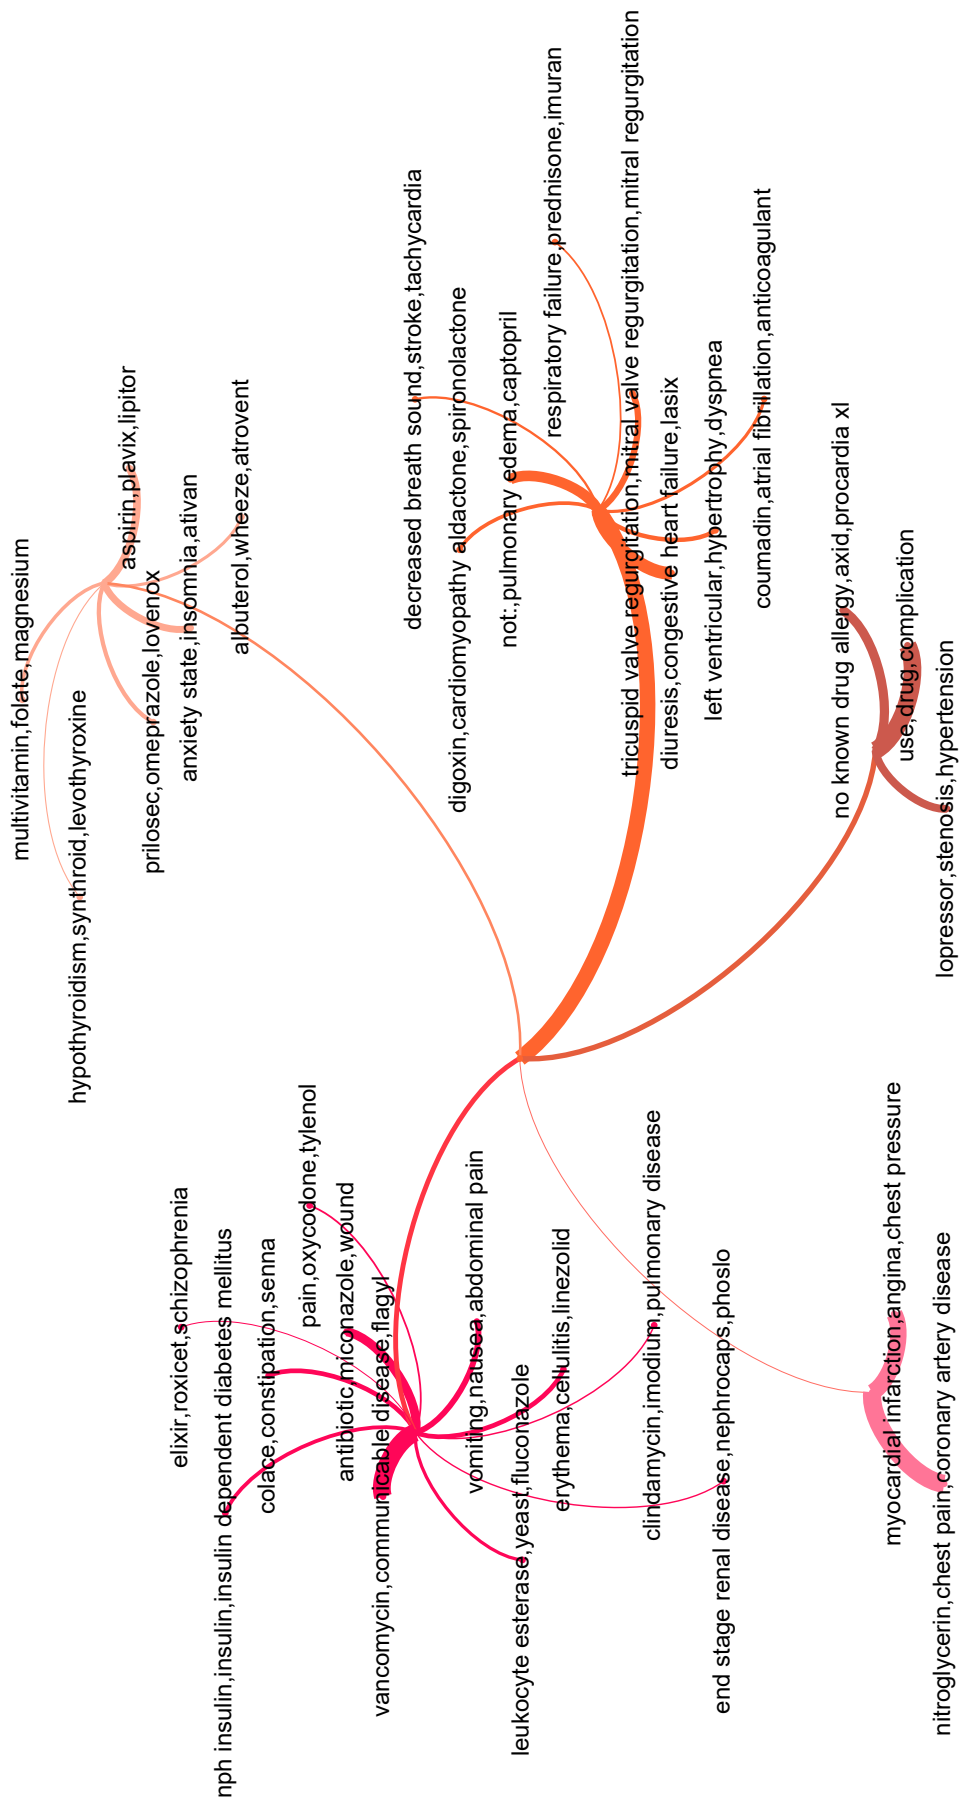 multivitamin,folate,magnesium
hypothyroidism,synthroid,levothyroxine
aspirin,plavix,lipitor
prilosec,omeprazole,lovenox
anxiety state,insomnia,ativan
albuterol,wheeze,atrovent
decreased breath sound,stroke,tachycardia
digoxin,cardiomyopathy aldactone,spironolactone
not:,pulmonary edema,captopril
respiratory failure,prednisone,imuran
tricuspid valve regurgitation,mitral valve regurgitation,mitral regurgitation
diuresis,congestive heart failure,lasix
left ventricular,hypertrophy,dyspnea
coumadin,atrial fibrillation,anticoagulant
no known drug allergy,axid,procardia xl
use,drug,complication
lopressor,stenosis,hypertension
elixir,roxicet,schizophrenia
nph insulin,insulin,insulin dependent diabetes mellitus
colace,constipation,senna
pain,oxycodone,tylenol
antibiotic,miconazole,wound
vancomycin,communicable disease,flagyl
vomiting,nausea,abdominal pain
leukocyte esterase,yeast,fluconazole
erythema,cellulitis,linezolid
clindamycin,imodium,pulmonary disease
end stage renal disease,nephrocaps,phoslo
myocardial infarction,angina,chest pressure
nitroglycerin,chest pain,coronary artery disease